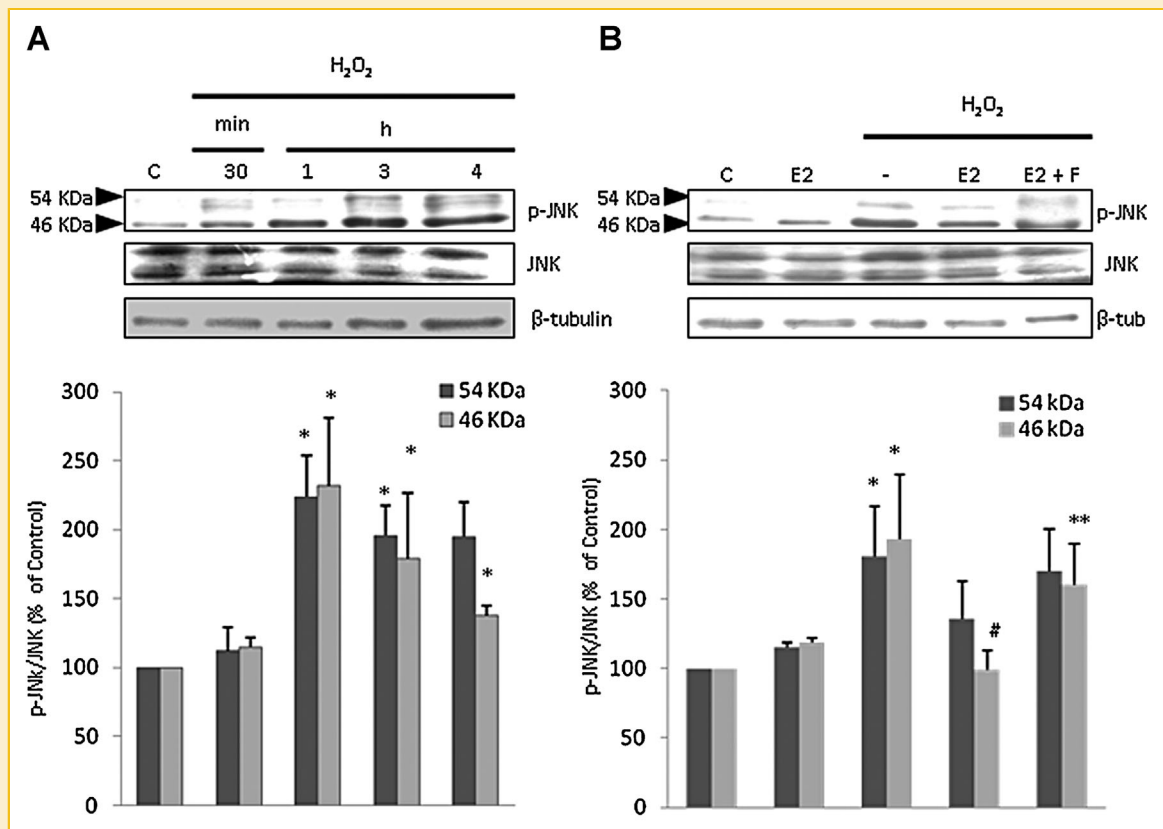 A
H₂O₂
min h
C 30 1 3 4
54 KDa
46 KDa
p-JNK
JNK
β-tubulin
300
250
200
150
100
50
0
p-JNk/JNK (% of Control)
54 KDa
46 KDa
* *
* *
*
B
H₂O₂
C E2 - E2 E2 + F
54 KDa
46 KDa
p-JNK
JNK
β-tub
300
250
200
150
100
50
0
p-JNK/JNK (% of Control)
54 kDa
46 kDa
* *
#
**